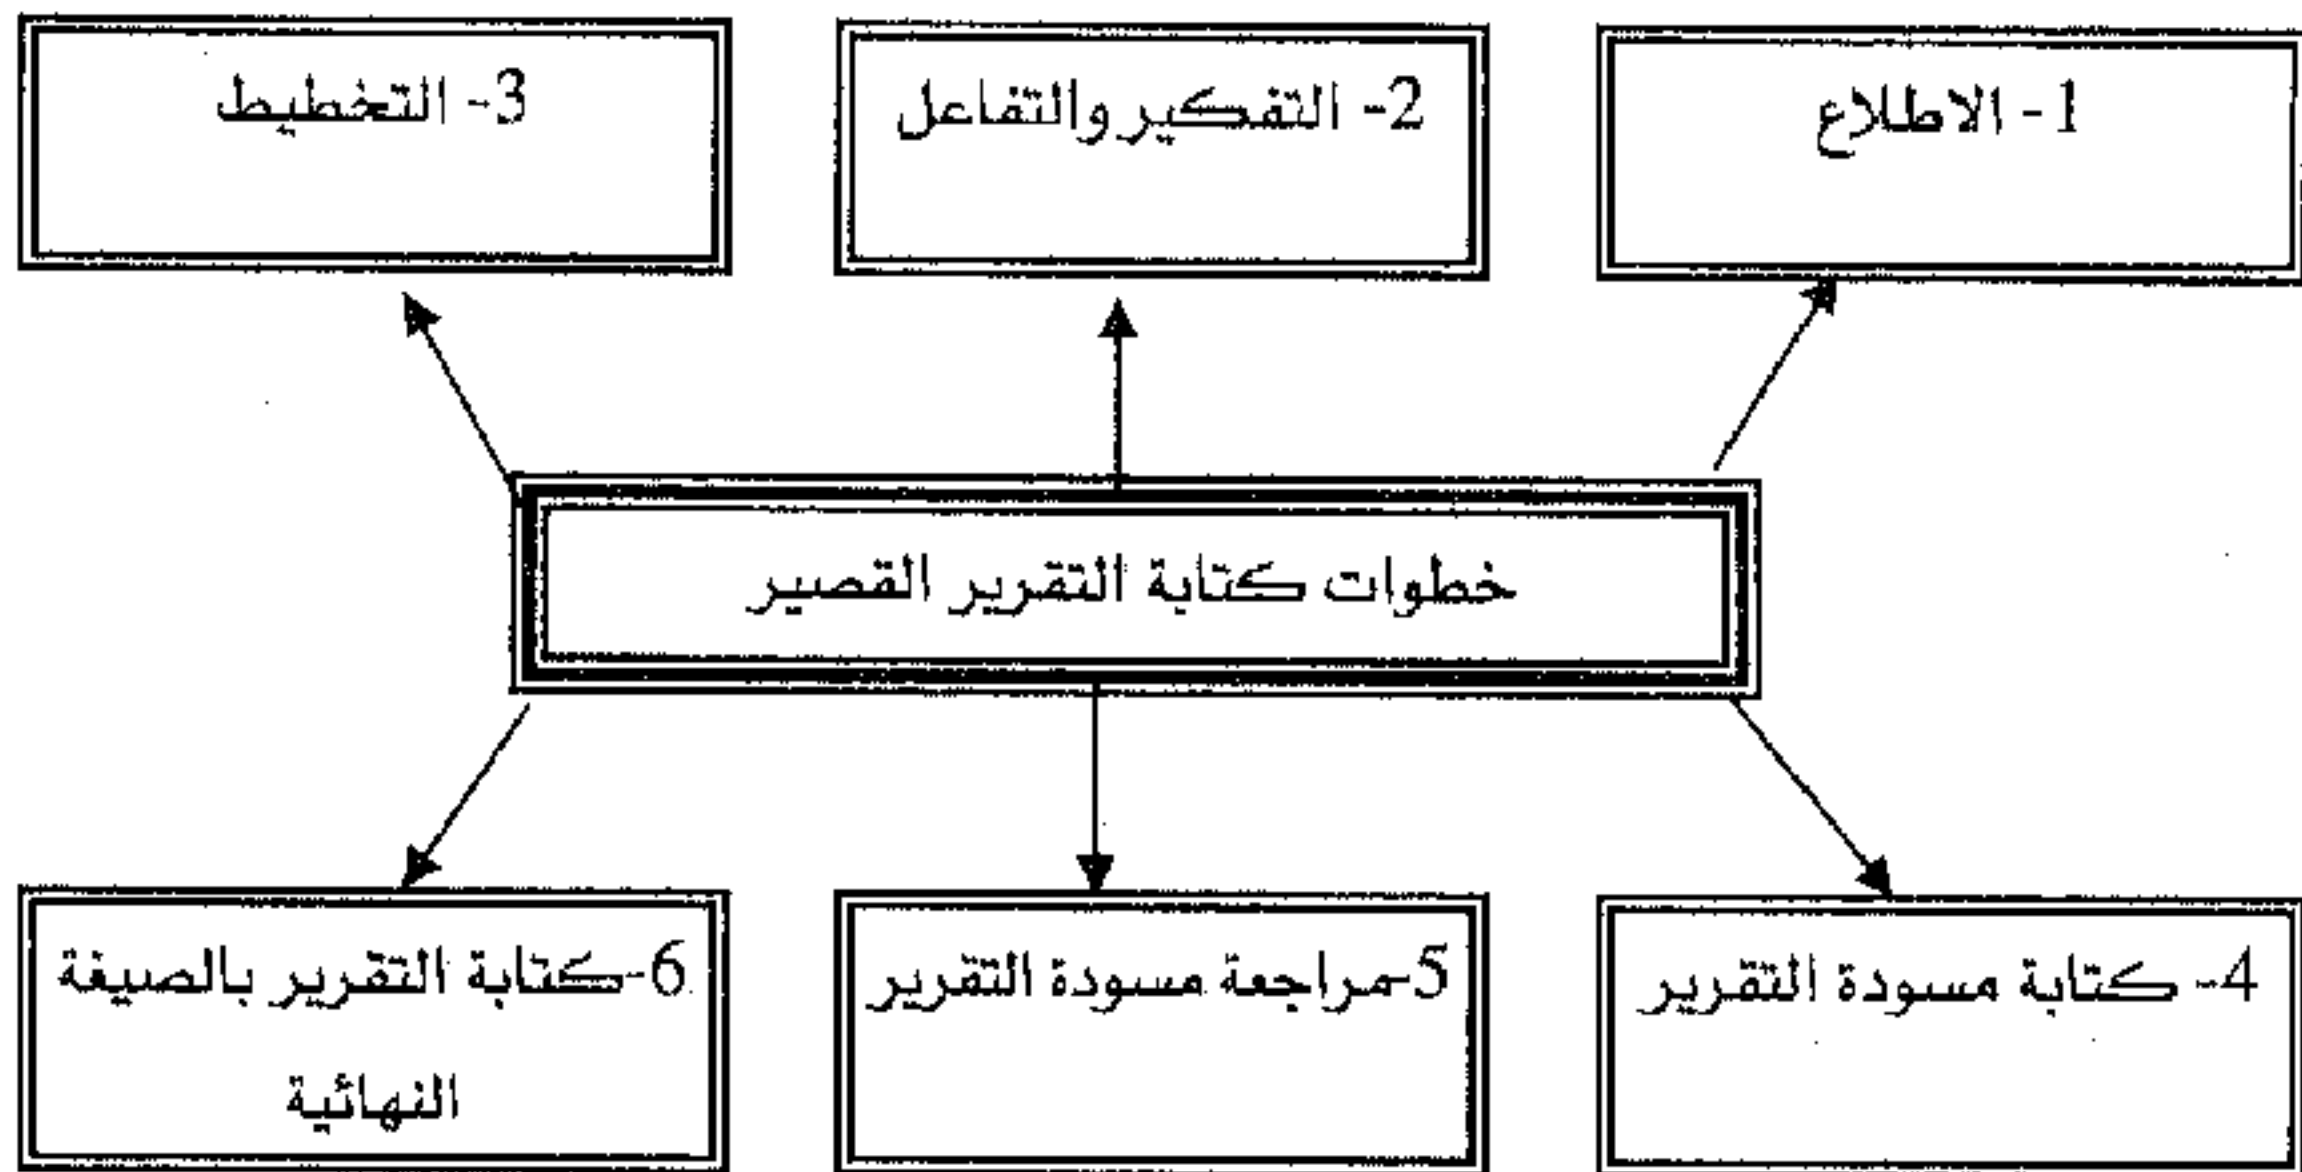 1- الاطلاع
2- التفكير والتفاعل
3- التخطيط
خطوات كتابة التقرير القصير
4- كتابة مسودة التقرير
5-مراجعة مسودة التقرير
6-كتابة التقرير بالصيغة
النهائية